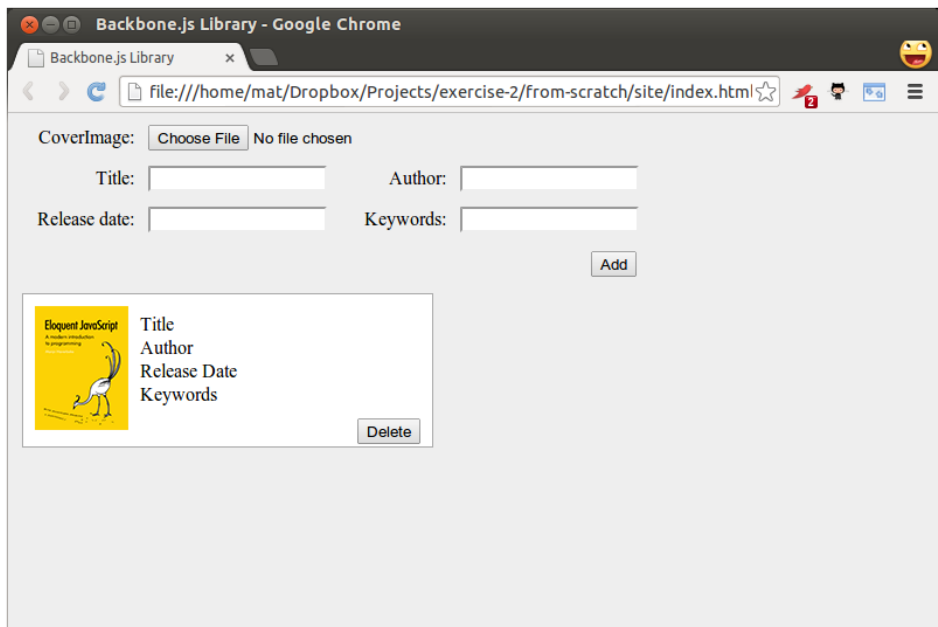 Backbone.js Library - Google Chrome
Backbone.js Library
file:///home/mat/Dropbox/Projects/exercise-2/from-scratch/site/index.html
2
CoverImage: Choose File No file chosen
Title: Author:
Release date: Keywords:
Add
Eloquent JavaScript
A modern introduction
to programming
Title
Author
Release Date
Keywords
Delete